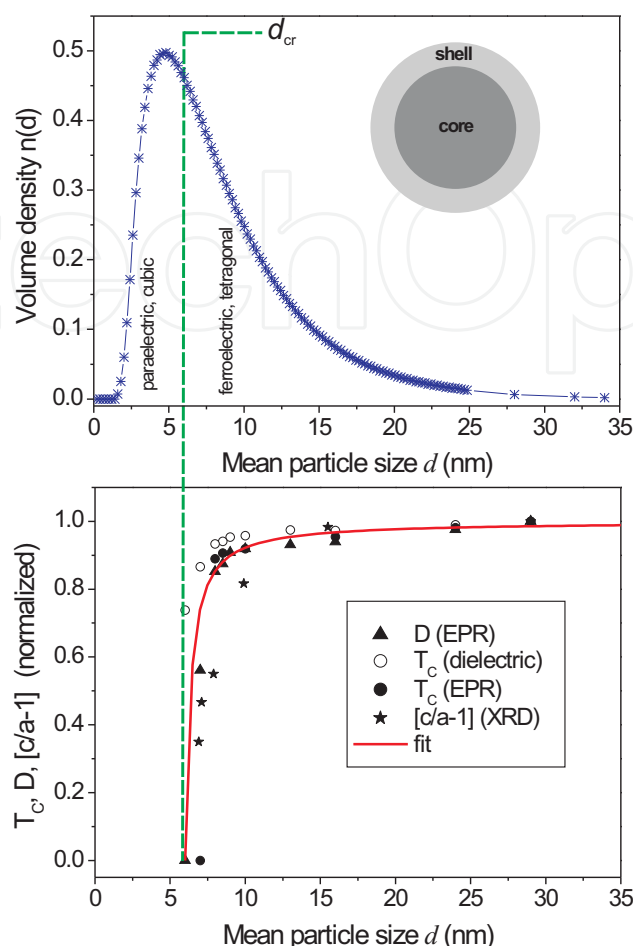 d_cr
shell
core
Volume density n(d)
0.5
0.4
0.3
0.2
0.1
0.0
paraelectric, cubic
ferroelectric, tetragonal
0 5 10 15 20 25 30 35
Mean particle size d (nm)
T_C, D, [c/a-1] (normalized)
1.0
0.8
0.6
0.4
0.2
0.0
D (EPR)
T_C (dielectric)
T_C (EPR)
[c/a-1] (XRD)
fit
0 5 10 15 20 25 30 35
Mean particle size d (nm)